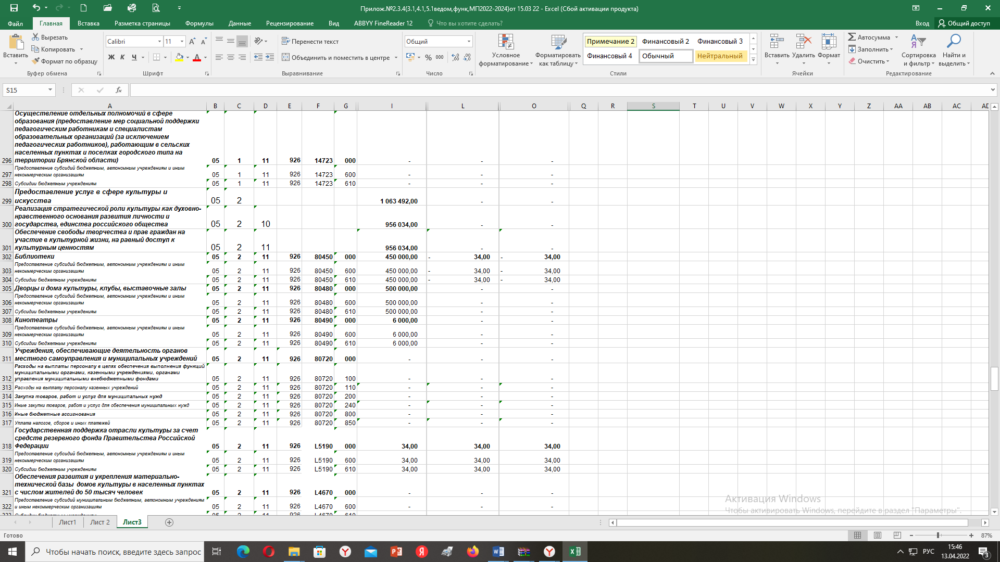 Прилож.№2.3.4(3.1,4.1,5.1ведом,функ,МП2022-2024)от 15.03 22 - Excel (Сбой активации продукта)
Файл Главная Вставка Разметка страницы Формулы Данные Рецензирование Вид ABBYY FineReader 12 Что вы хотите сделать? Вход Общий доступ
Вставить
Вырезать
Копировать
Формат по образцу
Буфер обмена
Calibri 11
Ж К Ч
Шрифт
Перенести текст
Объединить и поместить в центре
Выравнивание
Общий
% 000
Число
Условное форматирование
Форматировать как таблицу
Примечание 2 Финансовый 2 Финансовый 3
Финансовый 4 Обычный Нейтральный
Стили
Вставить Удалить Формат
Ячейки
Автосумма
Заполнить
Очистить
Сортировка и фильтр
Найти и выделить
Редактирование
S15 fx
A B C D E F G I L O Q R S T U V W X Y Z AA AB AC AD
Осуществление отдельных полномочий в сфере
образования (предоставление мер социальной поддержки
педагогическим работникам и специалистам
образовательных организаций (за исключением
педагогических работников), работающим в сельских
населенных пунктах и поселках городского типа на
296 территории Брянской области) 05 1 11 926 14723 000 - - -
Предоставление субсидий бюджетным, автономным учреждениям и иным
297 некоммерческим организациям 05 1 11 926 14723 600 - - -
298 Субсидии бюджетным учреждениям 05 1 11 926 14723 610 - - -
Предоставление услуг в сфере культуры и
299 искусства 05 2 1 063 492,00 - -
Реализация стратегической роли культуры как духовно-
нравственного основания развития личности и
300 государства, единства российского общества 05 2 10 956 034,00 - -
Обеспечение свободы творчества и прав граждан на
участие в культурной жизни, на равный доступ к
301 культурным ценностям 05 2 11 956 034,00 - -
302 Библиотеки 05 2 11 926 80450 000 450 000,00 - 34,00 - 34,00
Предоставление субсидий бюджетным, автономным учреждениям и иным
303 некоммерческим организациям 05 2 11 926 80450 600 450 000,00 - 34,00 - 34,00
304 Субсидии бюджетным учреждениям 05 2 11 926 80450 610 450 000,00 - 34,00 - 34,00
305 Дворцы и дома культуры, клубы, выставочные залы 05 2 11 926 80480 000 500 000,00 - -
Предоставление субсидий бюджетным, автономным учреждениям и иным
306 некоммерческим организациям 05 2 11 926 80480 600 500 000,00 - -
307 Субсидии бюджетным учреждениям 05 2 11 926 80480 610 500 000,00 - -
308 Кинотеатры 05 2 11 926 80490 000 6 000,00 - -
Предоставление субсидий бюджетным, автономным учреждениям и иным
309 некоммерческим организациям 05 2 11 926 80490 600 6 000,00 - -
310 Субсидии бюджетным учреждениям 05 2 11 926 80490 610 6 000,00 - -
Учреждения, обеспечивающие деятельность органов
311 местного самоуправления и муниципальных учреждений 05 2 11 926 80720 000 - - -
Расходы на выплаты персоналу в целях обеспечения выполнения функций
муниципальными органами, казенными учреждениями, органами
312 управления муниципальными внебюджетными фондами 05 2 11 926 80720 100 - - -
313 Расходы на выплату персоналу казенных учреждений 05 2 11 926 80720 110 - - -
314 Закупка товаров, работ и услуг для муниципальных нужд 05 2 11 926 80720 200 - - -
315 Иные закупки товаров, работ и услуг для обеспечения муниципальных нужд 05 2 11 926 80720 240 - - -
316 Иные бюджетные ассигнования 05 2 11 926 80720 800 - - -
317 Уплата налогов, сборов и иных платежей 05 2 11 926 80720 850 - - -
Государственная поддержка отрасли культуры за счет
средств резервного фонда Правительства Российской
318 Федерации 05 2 11 926 L5190 000 34,00 34,00 34,00
Предоставление субсидий бюджетным, автономным учреждениям и иным
319 некоммерческим организациям 05 2 11 926 L5190 600 34,00 34,00 34,00
320 Субсидии бюджетным учреждениям 05 2 11 926 L5190 610 34,00 34,00 34,00
Обеспечения развития и укрепления материально-
технической базы домов культуры в населенных пунктах
321 с числом жителей до 50 тысяч человек 05 2 11 926 L4670 000 - - -
Предоставление субсидий муниципальным бюджетным, автономным учреждениям
322 и иным некоммерческим организациям 05 2 11 926 L4670 600 - - -
Активация Windows
Чтобы активировать Windows, перейдите в раздел "Параметры".
Лист1 Лист 2 Лист3
Готово 87%
Чтобы начать поиск, введите здесь запрос
РУС 15:46
13.04.2022 3